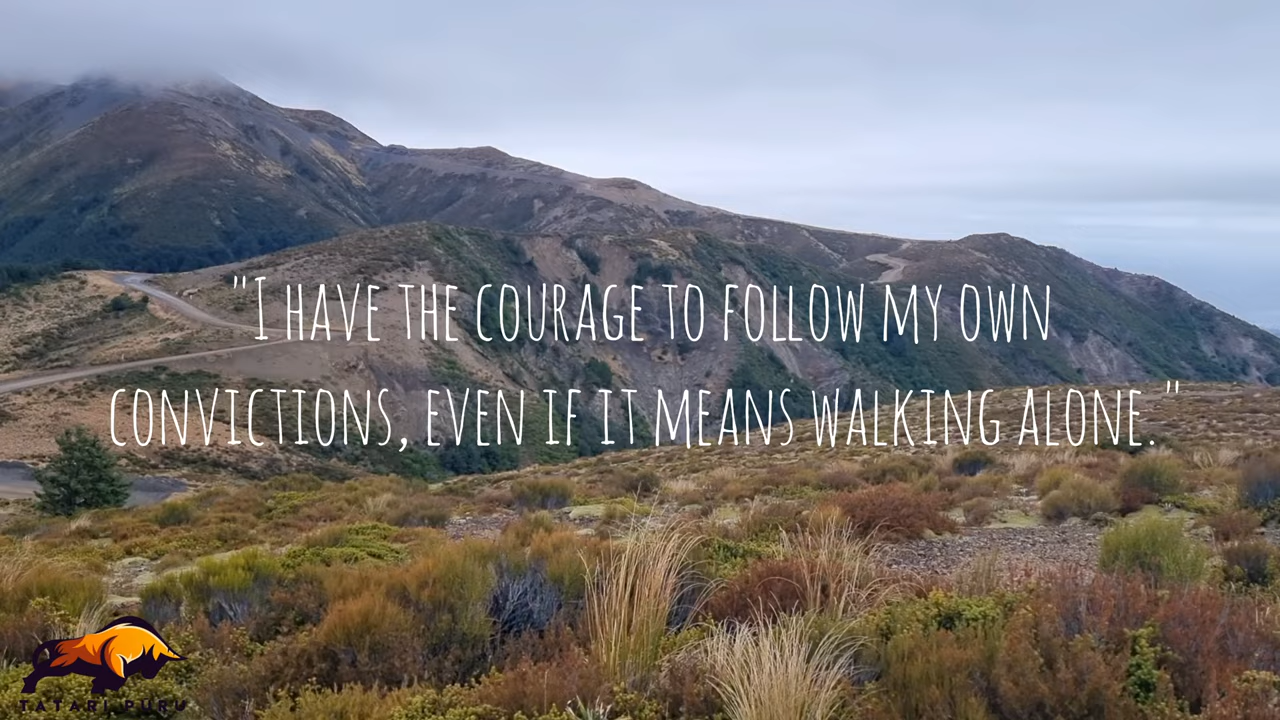 "I HAVE THE COURAGE TO FOLLOW MY OWN
CONVICTIONS, EVEN IF IT MEANS WALKING ALONE."
TATARI PURU